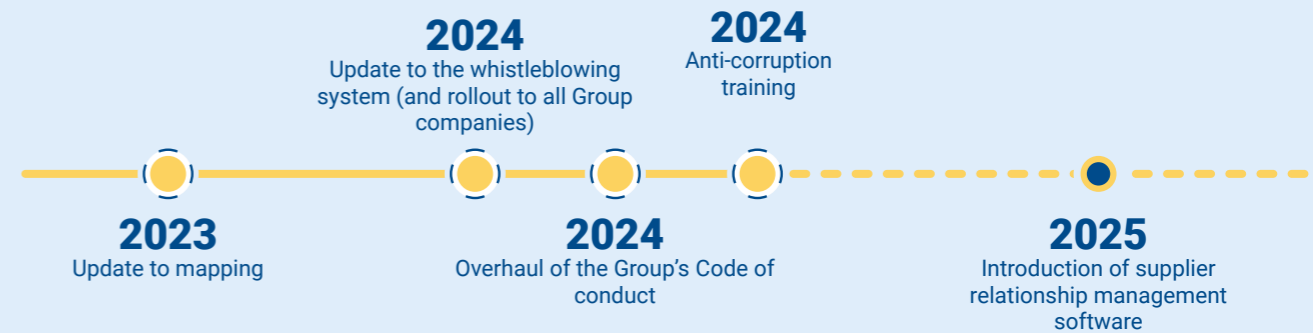 2024
Update to the whistleblowing
system (and rollout to all Group
companies)
2024
Anti-corruption
training
2023
Update to mapping
2024
Overhaul of the Group’s Code of
conduct
2025
Introduction of supplier
relationship management
software